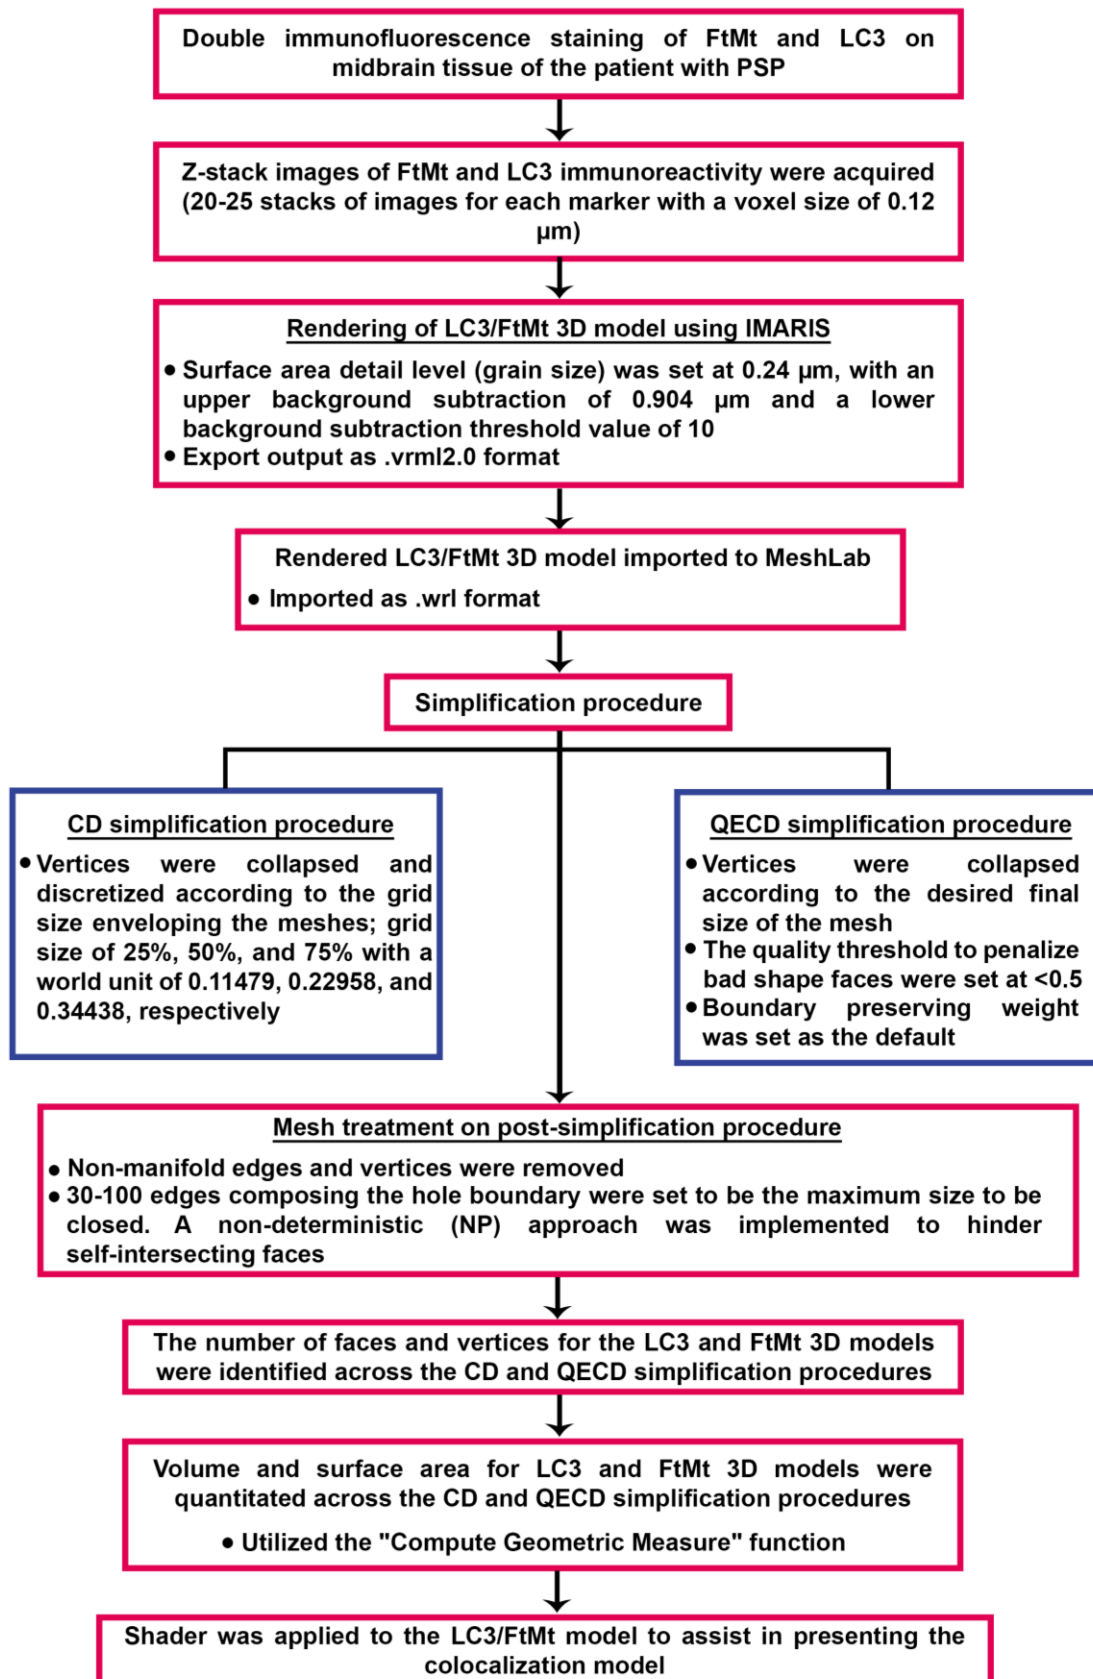 Double immunofluorescence staining of FtMt and LC3 on
midbrain tissue of the patient with PSP
Z-stack images of FtMt and LC3 immunoreactivity were acquired
(20-25 stacks of images for each marker with a voxel size of 0.12
µm)
Rendering of LC3/FtMt 3D model using IMARIS
● Surface area detail level (grain size) was set at 0.24 µm, with an
upper background subtraction of 0.904 µm and a lower
background subtraction threshold value of 10
● Export output as .vrml2.0 format
Rendered LC3/FtMt 3D model imported to MeshLab
● Imported as .wrl format
Simplification procedure
CD simplification procedure
● Vertices were collapsed and
discretized according to the grid
size enveloping the meshes; grid
size of 25%, 50%, and 75% with a
world unit of 0.11479, 0.22958, and
0.34438, respectively
QECD simplification procedure
● Vertices were collapsed
according to the desired final
size of the mesh
● The quality threshold to penalize
bad shape faces were set at <0.5
● Boundary preserving weight
was set as the default
Mesh treatment on post-simplification procedure
● Non-manifold edges and vertices were removed
● 30-100 edges composing the hole boundary were set to be the maximum size to be
closed. A non-deterministic (NP) approach was implemented to hinder
self-intersecting faces
The number of faces and vertices for the LC3 and FtMt 3D models
were identified across the CD and QECD simplification procedures
Volume and surface area for LC3 and FtMt 3D models were
quantitated across the CD and QECD simplification procedures
● Utilized the "Compute Geometric Measure" function
Shader was applied to the LC3/FtMt model to assist in presenting the
colocalization model